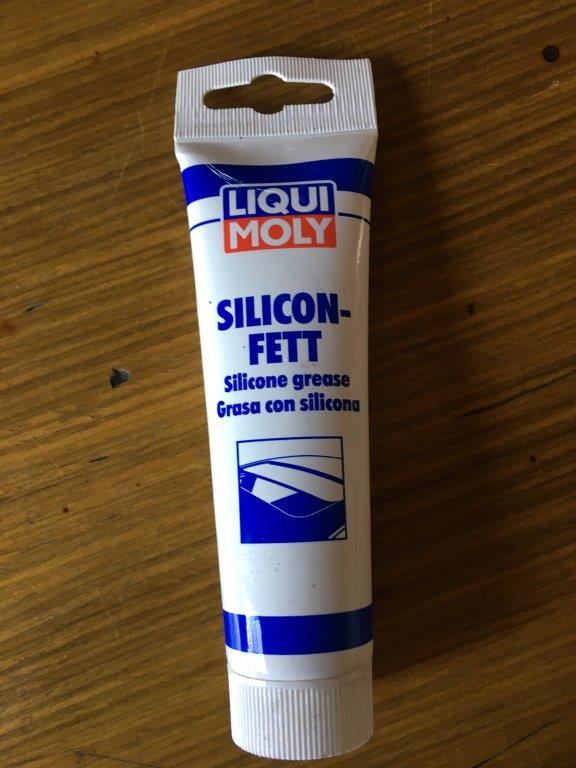 LIQUI
MOLY
SILICON-
FETT
Silicone grease
Grasa con silicona